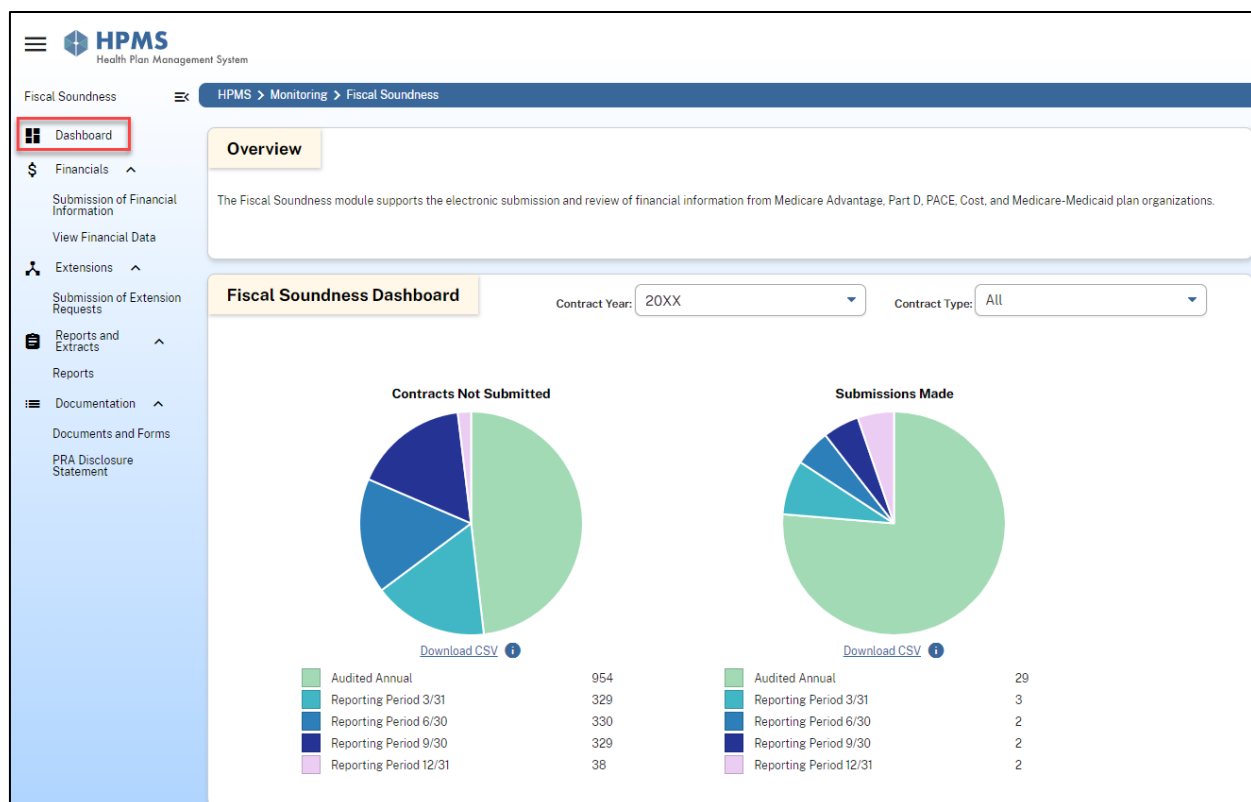 HPMS
Health Plan Management System
Fiscal Soundness
HPMS > Monitoring > Fiscal Soundness
Dashboard
$ Financials
Submission of Financial
Information
View Financial Data
Extensions
Submission of Extension
Requests
Reports and
Extracts
Reports
Documentation
Documents and Forms
PRA Disclosure
Statement
Overview
The Fiscal Soundness module supports the electronic submission and review of financial information from Medicare Advantage, Part D, PACE, Cost, and Medicare-Medicaid plan organizations.
Fiscal Soundness Dashboard
Contract Year: 20XX
Contract Type: All
Contracts Not Submitted
Download CSV i
Audited Annual 954
Reporting Period 3/31 329
Reporting Period 6/30 330
Reporting Period 9/30 329
Reporting Period 12/31 38
Submissions Made
Download CSV i
Audited Annual 29
Reporting Period 3/31 3
Reporting Period 6/30 2
Reporting Period 9/30 2
Reporting Period 12/31 2